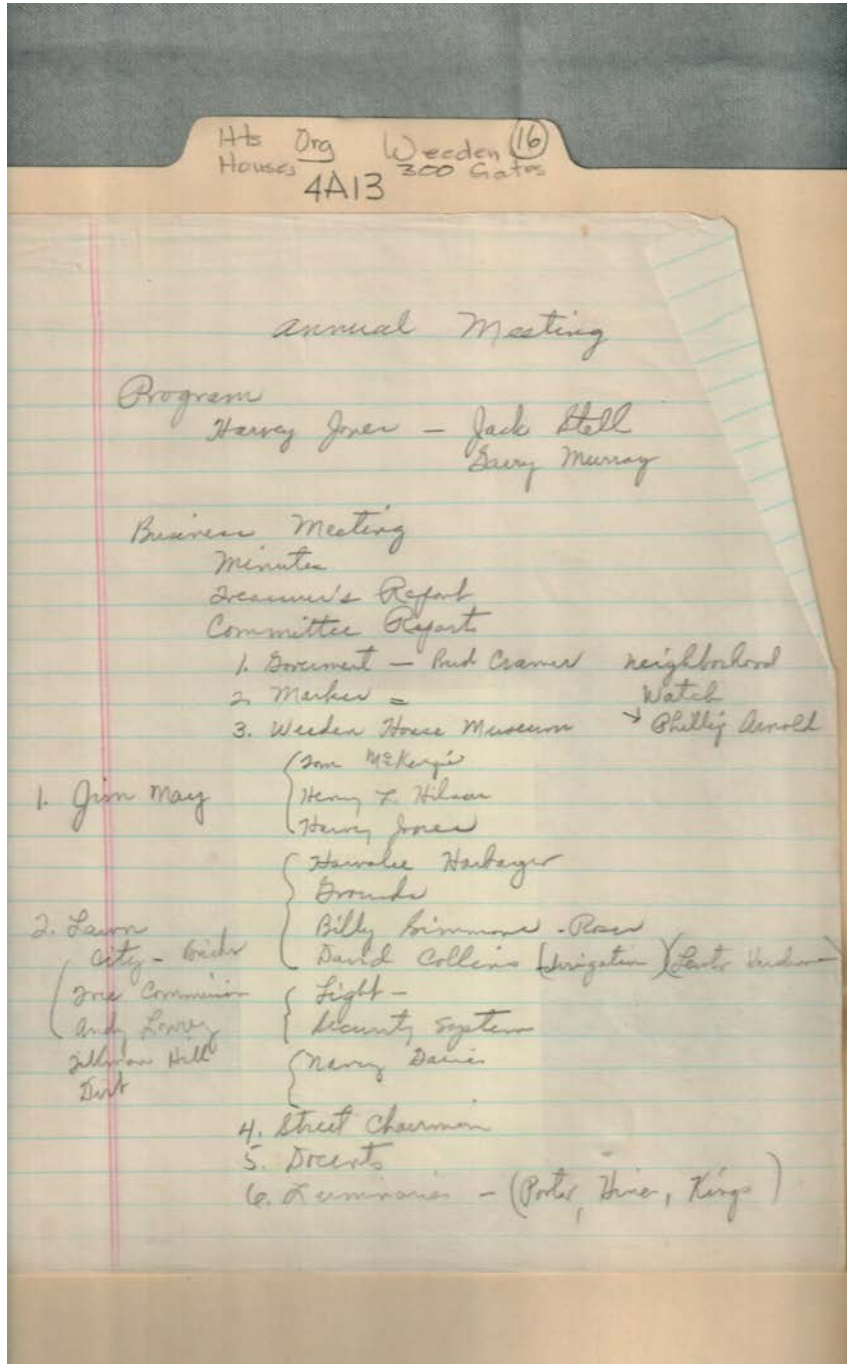 Hts Org Weeden 16
Houses 300 Gates
4A13
Annual Meeting
Program
Harvey Jones - Jack Stell
Garry Murray
Business Meeting
Minutes
Treasurer's Report
Committee Reports
1. Government - Bud Cramer neighborhood
2. Marker = Watch
3. Weeden House Museum → Phillip Arnold
Tom McKenzie
1. Jim May Henry F.
Harvey Jones
Harvalee Harbarger
Grounds
2. Lawn Billy Simmons - Roses
City - David Collins (Irrigation)
Tree Commission Light -
Andy Security System
Tillman Hill Nancy Davis
Dirt
4. Street Chairman
5. Docents
6. Luminaries - (Porter, Hine, Kings)